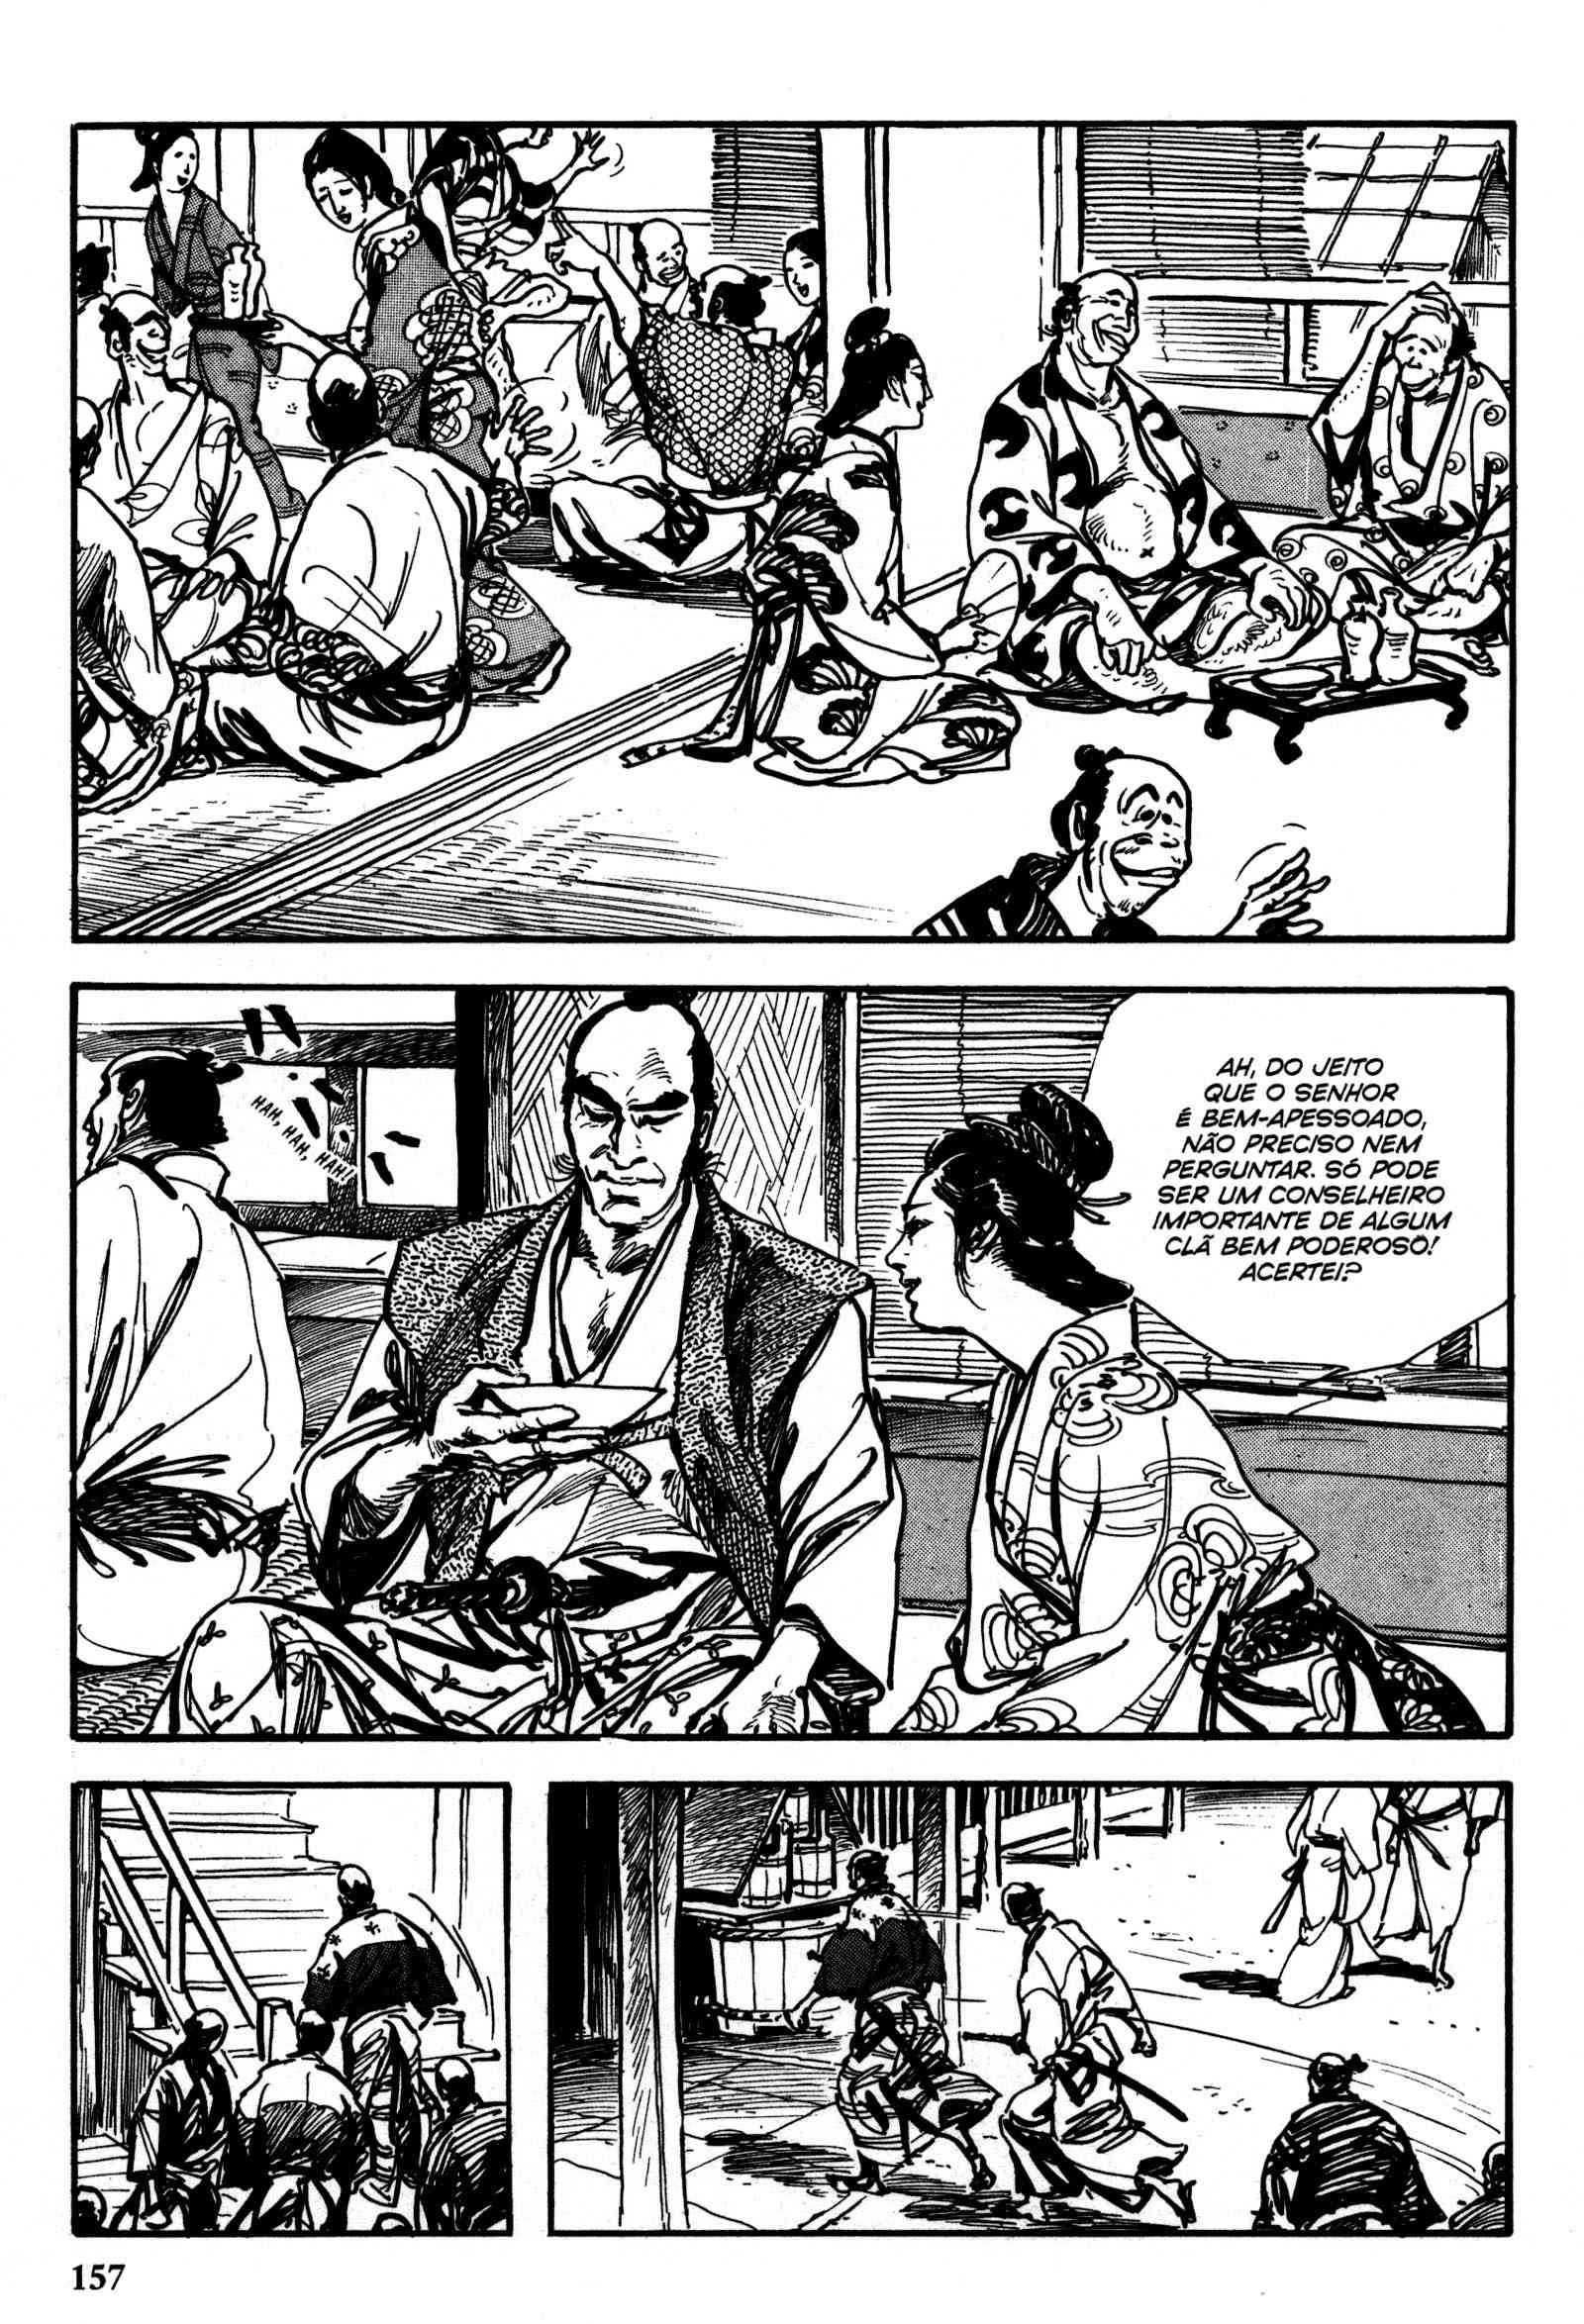 HAH, HAH, HAH!
AH, DO JEITO
QUE O SENHOR
É BEM-APESSOADO,
NÃO PRECISO NEM
PERGUNTAR. SÓ PODE
SER UM CONSELHEIRO
IMPORTANTE DE ALGUM
CLÃ BEM PODEROSO!
ACERTEI?
157